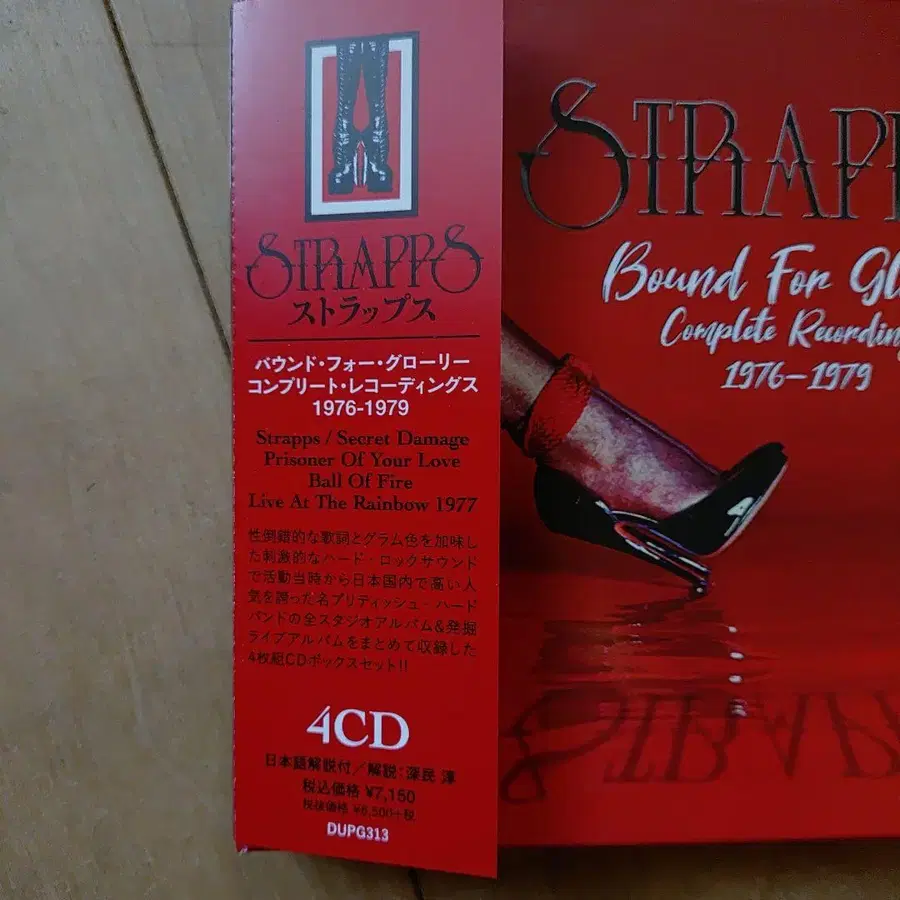 STRAPPS
ストラップス
バウンド・フォー・グローリー
コンプリート・レコーディングス
1976-1979
Strapps / Secret Damage
Prisoner Of Your Love
Ball Of Fire
Live At The Rainbow 1977
性倒錯的な歌詞とグラム色を加味し
た刺激的なハード・ロックサウンド
で活動当時から日本国内で高い人
気を誇った名ブリティッシュ・ハード
バンドの全スタジオアルバム&発掘
ライブアルバムをまとめて収録した
4枚組CDボックスセット!!
4CD
日本語解説付/解説:深民 淳
税込価格 ¥7,150
税抜価格 ¥6,500+税
DUPG313
STRAPP
Bound For Gl
Complete Recordin
1976-1979